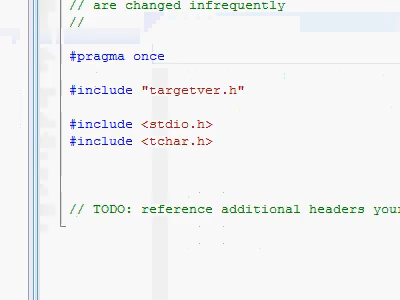 // are changed infrequently
//
#pragma once
#include "targetver.h"
#include <stdio.h>
#include <tchar.h>
// TODO: reference additional headers your